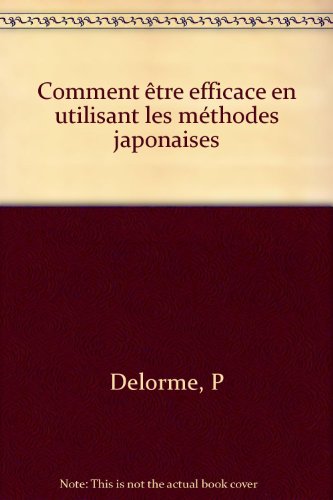 Comment être efficace en
utilisant les méthodes
japonaises
Delorme, P
Note: This is not the actual book cover